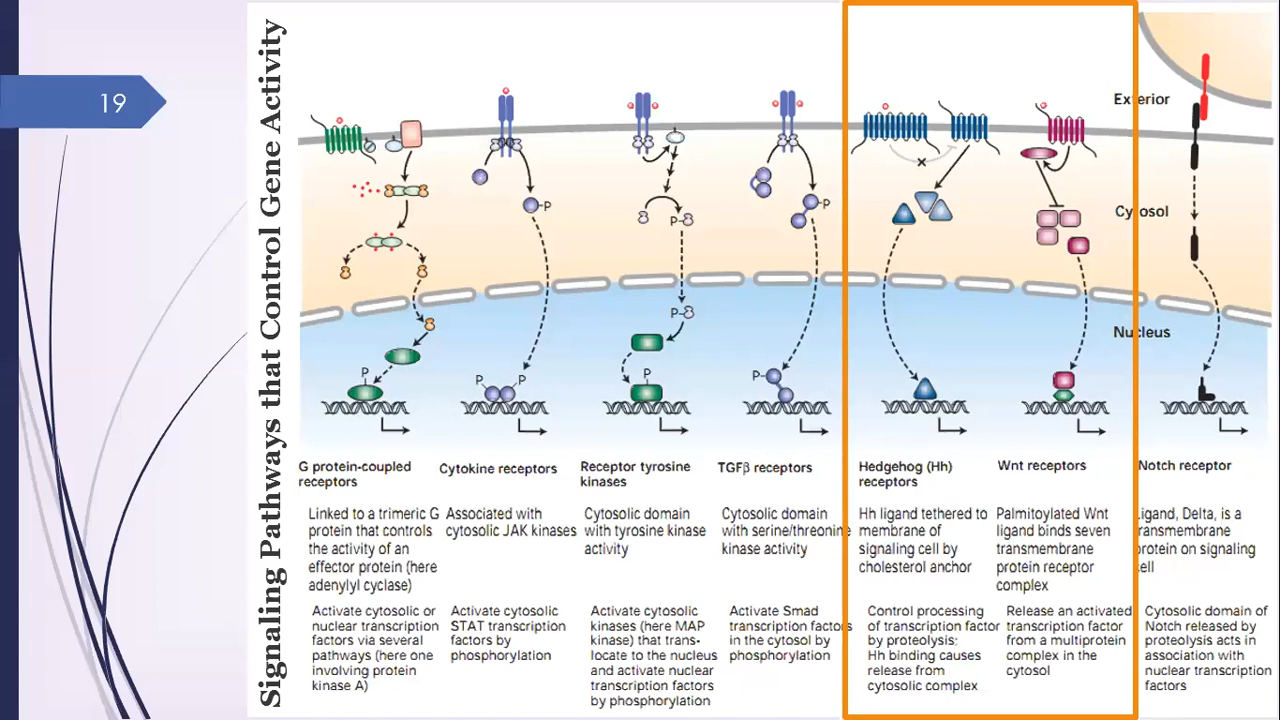 19
Signaling Pathways that Control Gene Activity
Exterior
Cytosol
Nucleus
P
P
P
P
P
P
P
P
P
G protein-coupled
receptors
Linked to a trimeric G
protein that controls
the activity of an
effector protein (here
adenylyl cyclase)
Activate cytosolic or
nuclear transcription
factors via several
pathways (here one
involving protein
kinase A)
Cytokine receptors
Associated with
cytosolic JAK kinases
Activate cytosolic
STAT transcription
factors by
phosphorylation
Receptor tyrosine
kinases
Cytosolic domain
with tyrosine kinase
activity
Activate cytosolic
kinases (here MAP
kinase) that trans-
locate to the nucleus
and activate nuclear
transcription factors
by phosphorylation
TGFβ receptors
Cytosolic domain
with serine/threonine
kinase activity
Activate Smad
transcription factors
in the cytosol by
phosphorylation
Hedgehog (Hh)
receptors
Hh ligand tethered to
membrane of
signaling cell by
cholesterol anchor
Control processing
of transcription factor
by proteolysis:
Hh binding causes
release from
cytosolic complex
Wnt receptors
Palmitoylated Wnt
ligand binds seven
transmembrane
protein receptor
complex
Release an activated
transcription factor
from a multiprotein
complex in the
cytosol
Notch receptor
Ligand, Delta, is a
transmembrane
protein on signaling
cell
Cytosolic domain of
Notch released by
proteolysis acts in
association with
nuclear transcription
factors